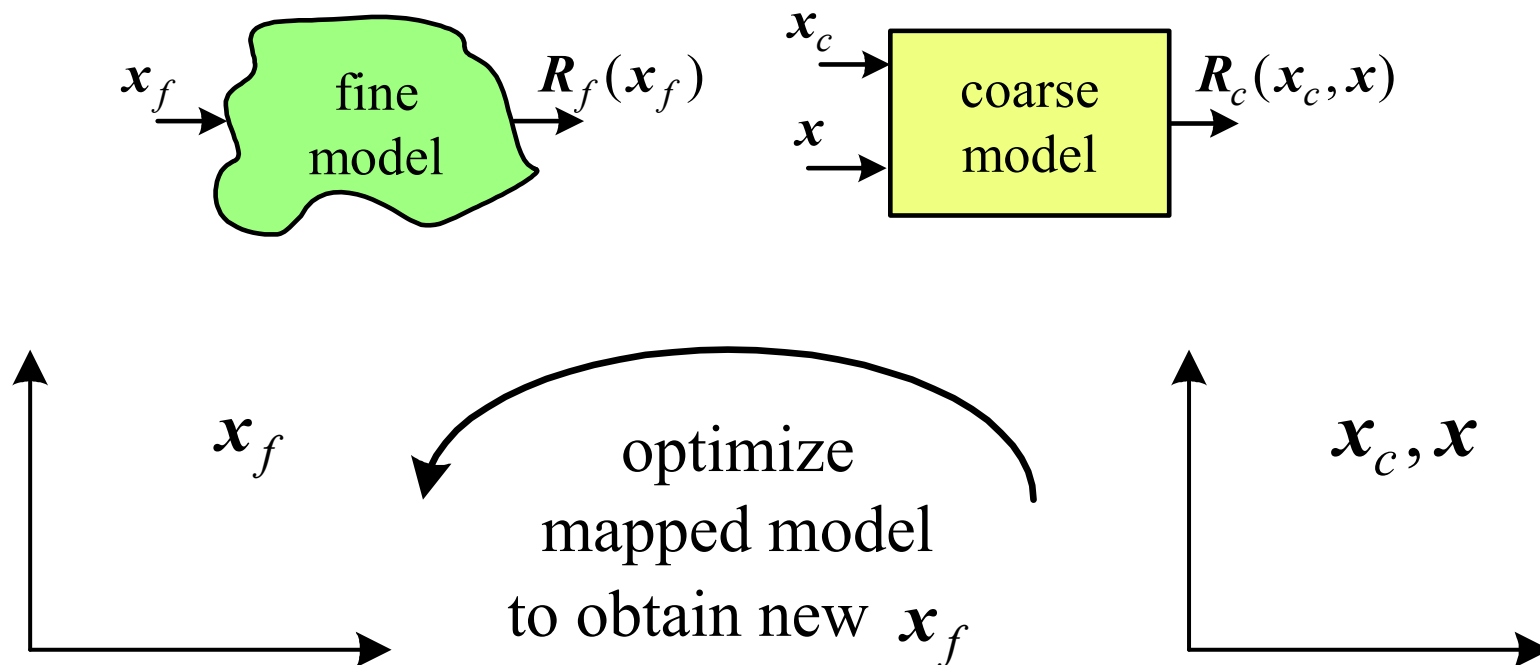 x_f
fine
model
R_f(x_f)
x_c
x
coarse
model
R_c(x_c, x)
x_f
optimize
mapped model
to obtain new x_f
x_c, x